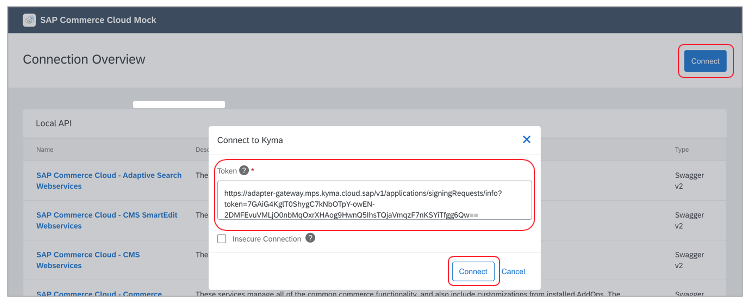 SAP Commerce Cloud Mock
Connection Overview
Connect
Local API
Name
Type
SAP Commerce Cloud - Adaptive Search
Webservices
The
Swagger
v2
SAP Commerce Cloud - CMS SmartEdit
Webservices
The
Swagger
v2
SAP Commerce Cloud - CMS
Webservices
The
Swagger
v2
SAP Commerce Cloud - Commerce
These services manage all of the common commerce functionality, and also include customizations from installed AddOps. The
Swagger
Connect to Kyma
Token ? *
https://adapter-gateway.mps.kyma.cloud.sap/v1/applications/signingRequests/info?
token=7GAiG4KglT0ShygC7kNbOTpY-owEN-
2DMFEvuVMLjO0nbMqOxrXHAog9HwnQ5IhsTQjaVmqzF7nKSYiTfgg6Qw==
Insecure Connection ?
Connect
Cancel